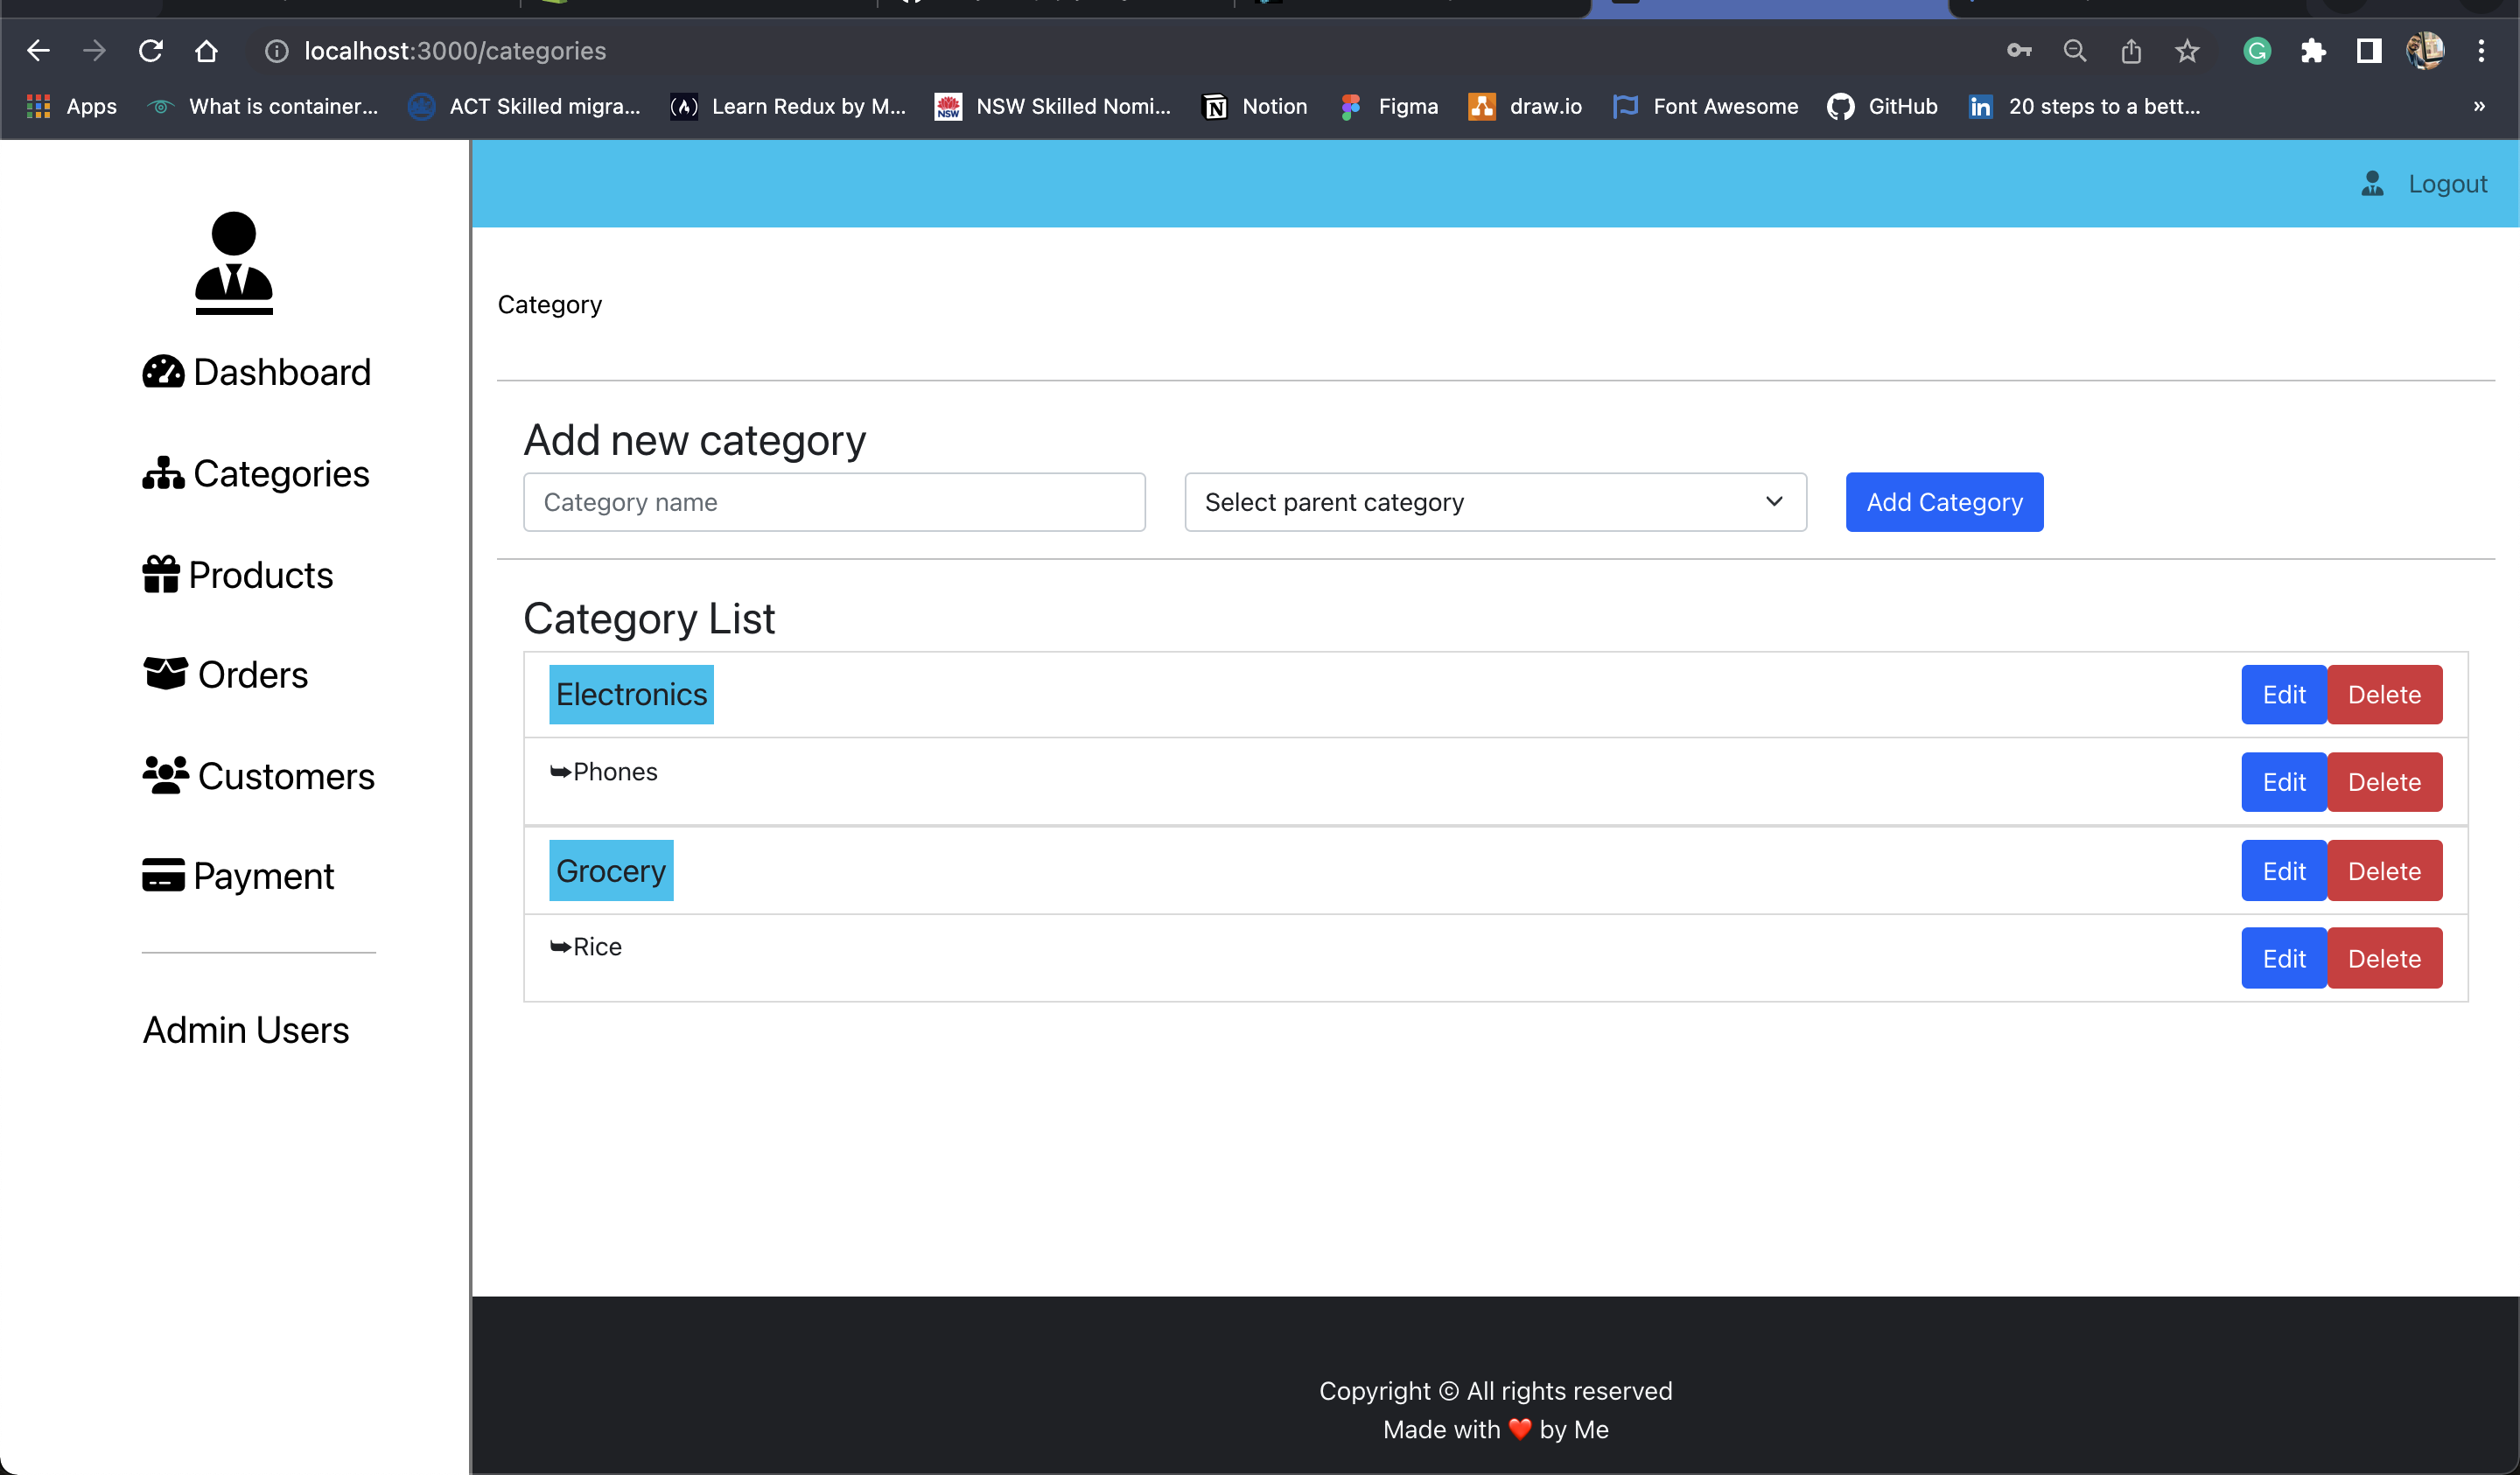 localhost:3000/categories
Apps What is container... ACT Skilled migra... Learn Redux by M... NSW Skilled Nomi... Notion Figma draw.io Font Awesome GitHub 20 steps to a bett... »
Logout
Dashboard
Categories
Products
Orders
Customers
Payment
Admin Users
Category
Add new category
Category name Select parent category Add Category
Category List
Electronics Edit Delete
➥Phones Edit Delete
Grocery Edit Delete
➥Rice Edit Delete
Copyright © All rights reserved
Made with ❤️ by Me